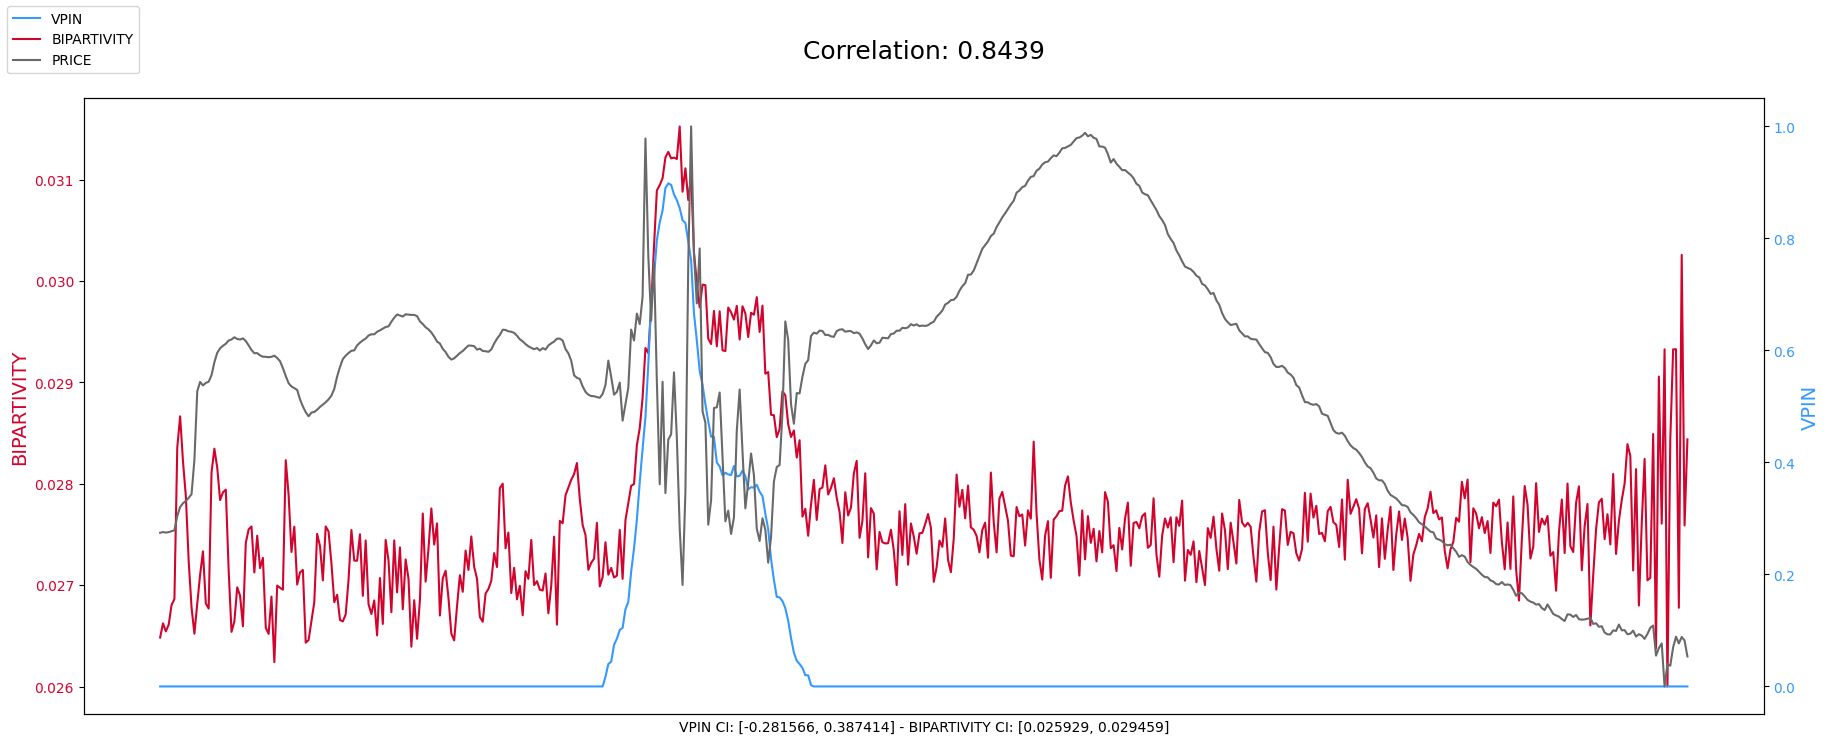 VPIN
BIPARTIVITY
PRICE
Correlation: 0.8439
BIPARTIVITY
0.031
0.030
0.029
0.028
0.027
0.026
1.0
0.8
0.6
0.4
0.2
0.0
VPIN
VPIN CI: [-0.281566, 0.387414] - BIPARTIVITY CI: [0.025929, 0.029459]